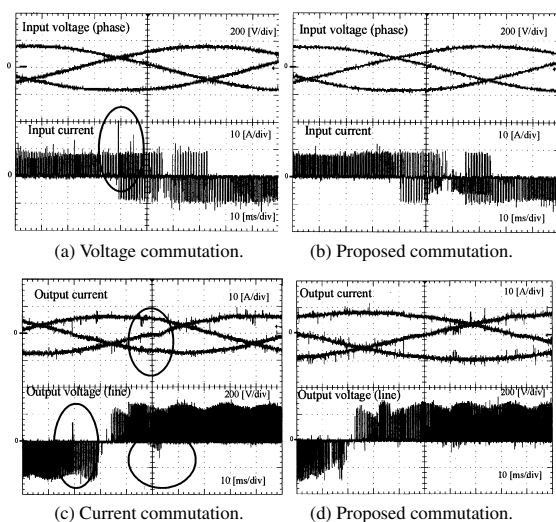 Input voltage (phase)
200 [V/div]
0
Input current
10 [A/div]
0
10 [ms/div]
(a) Voltage commutation.
Input voltage (phase)
200 [V/div]
0
Input current
10 [A/div]
0
10 [ms/div]
(b) Proposed commutation.
Output current
10 [A/div]
0
Output voltage (line)
200 [V/div]
0
10 [ms/div]
(c) Current commutation.
Output current
10 [A/div]
0
Output voltage (line)
200 [V/div]
0
10 [ms/div]
(d) Proposed commutation.